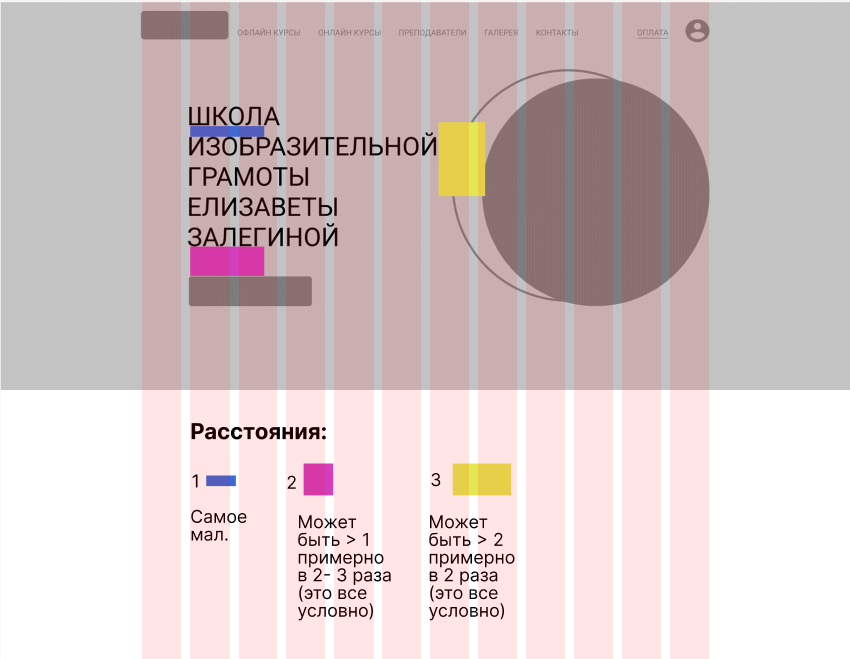 ОФЛАЙН КУРСЫ ОНЛАЙН КУРСЫ ПРЕПОДАВАТЕЛИ ГАЛЕРЕЯ КОНТАКТЫ ОПЛАТА
ШКОЛА
ИЗОБРАЗИТЕЛЬНОЙ
ГРАМОТЫ
ЕЛИЗАВЕТЫ
ЗАЛЕГИНОЙ
Расстояния:
1
Самое
мал.
2
Может
быть > 1
примерно
в 2- 3 раза
(это все
условно)
3
Может
быть > 2
примерно
в 2 раза
(это все
условно)